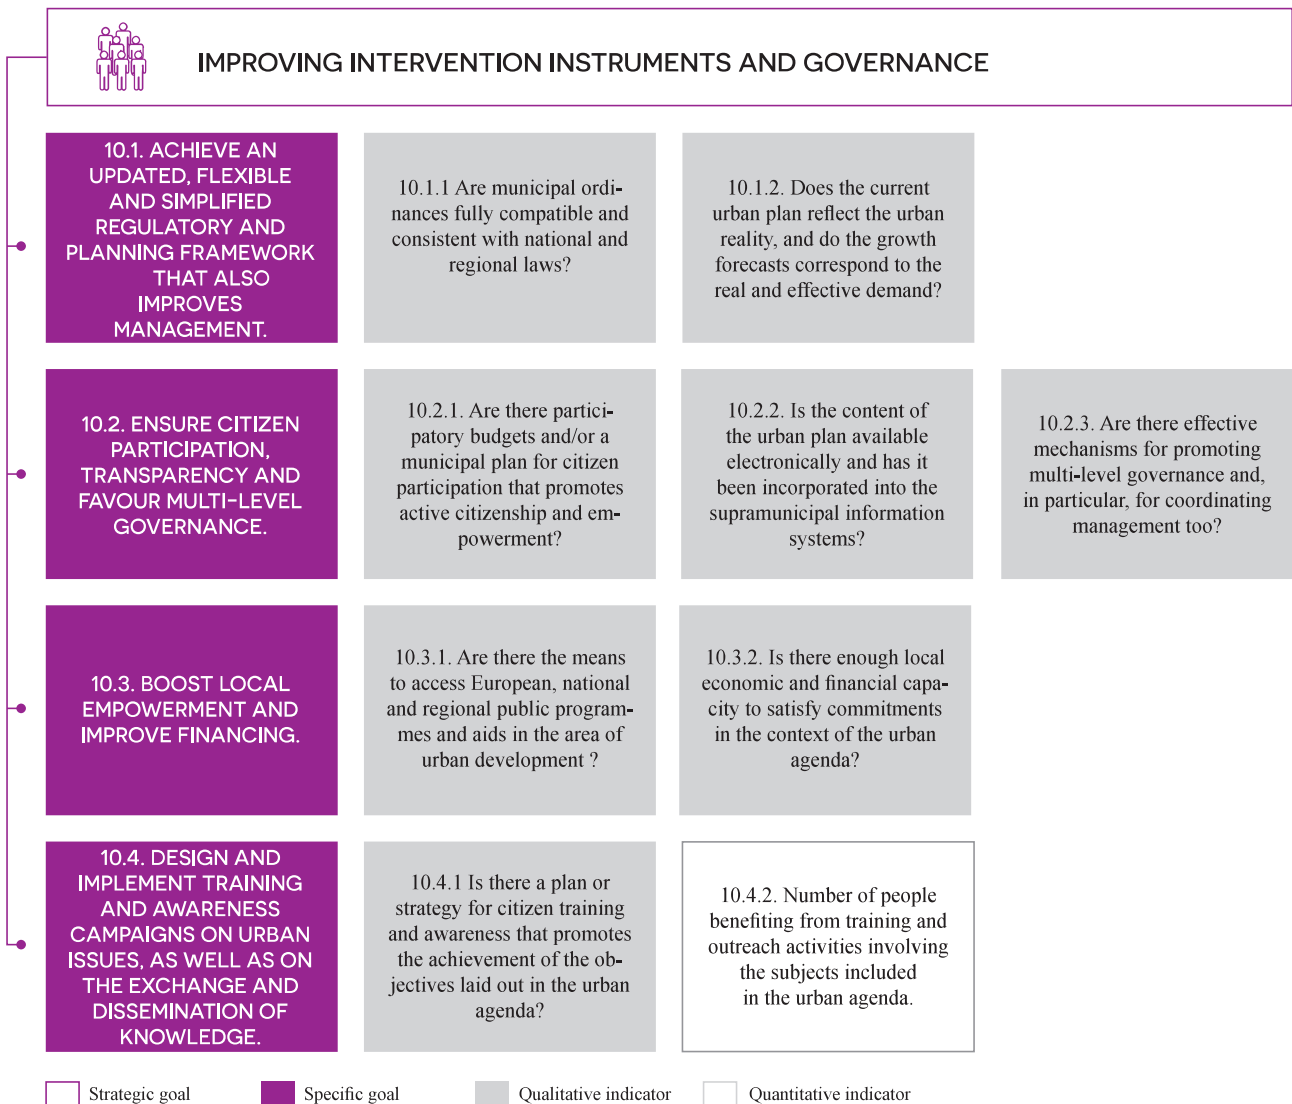 IMPROVING INTERVENTION INSTRUMENTS AND GOVERNANCE
10.1. ACHIEVE AN
UPDATED, FLEXIBLE
AND SIMPLIFIED
REGULATORY AND
PLANNING FRAMEWORK
THAT ALSO
IMPROVES
MANAGEMENT.
10.1.1 Are municipal ordi-
nances fully compatible and
consistent with national and
regional laws?
10.1.2. Does the current
urban plan reflect the urban
reality, and do the growth
forecasts correspond to the
real and effective demand?
10.2. ENSURE CITIZEN
PARTICIPATION,
TRANSPARENCY AND
FAVOUR MULTI-LEVEL
GOVERNANCE.
10.2.1. Are there partici-
patory budgets and/or a
municipal plan for citizen
participation that promotes
active citizenship and em-
powerment?
10.2.2. Is the content of
the urban plan available
electronically and has it
been incorporated into the
supramunicipal information
systems?
10.2.3. Are there effective
mechanisms for promoting
multi-level governance and,
in particular, for coordinating
management too?
10.3. BOOST LOCAL
EMPOWERMENT AND
IMPROVE FINANCING.
10.3.1. Are there the means
to access European, national
and regional public program-
mes and aids in the area of
urban development ?
10.3.2. Is there enough local
economic and financial capa-
city to satisfy commitments
in the context of the urban
agenda?
10.4. DESIGN AND
IMPLEMENT TRAINING
AND AWARENESS
CAMPAIGNS ON URBAN
ISSUES, AS WELL AS ON
THE EXCHANGE AND
DISSEMINATION OF
KNOWLEDGE.
10.4.1 Is there a plan or
strategy for citizen training
and awareness that promotes
the achievement of the ob-
jectives laid out in the urban
agenda?
10.4.2. Number of people
benefiting from training and
outreach activities involving
the subjects included
in the urban agenda.
Strategic goal
Specific goal
Qualitative indicator
Quantitative indicator